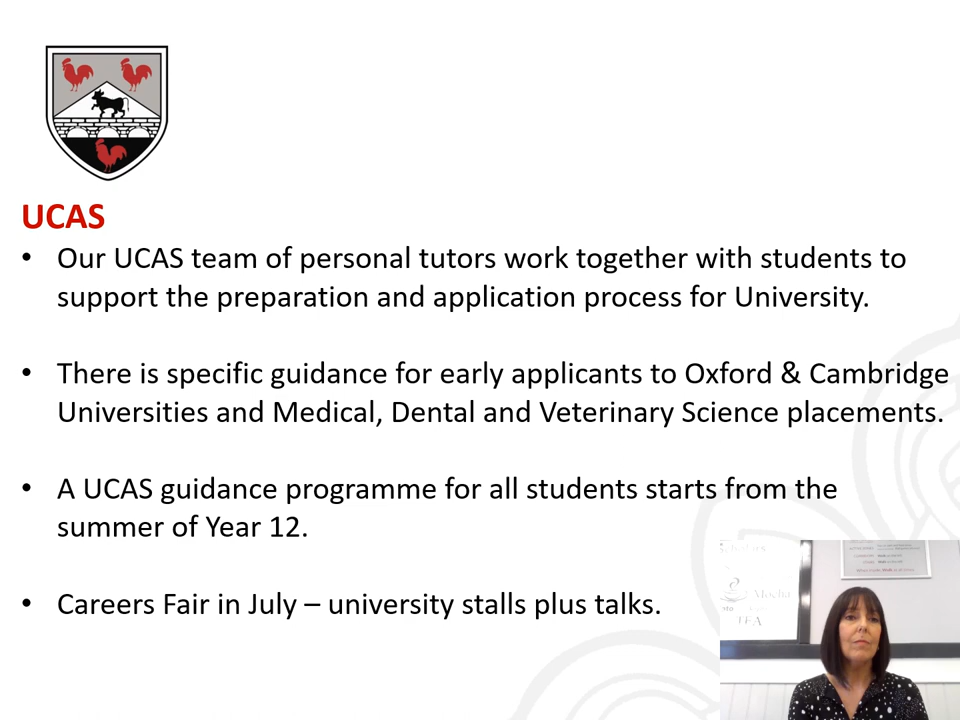 UCAS
• Our UCAS team of personal tutors work together with students to
support the preparation and application process for University.
• There is specific guidance for early applicants to Oxford & Cambridge
Universities and Medical, Dental and Veterinary Science placements.
• A UCAS guidance programme for all students starts from the
summer of Year 12.
• Careers Fair in July – university stalls plus talks.
Mocha
TEA